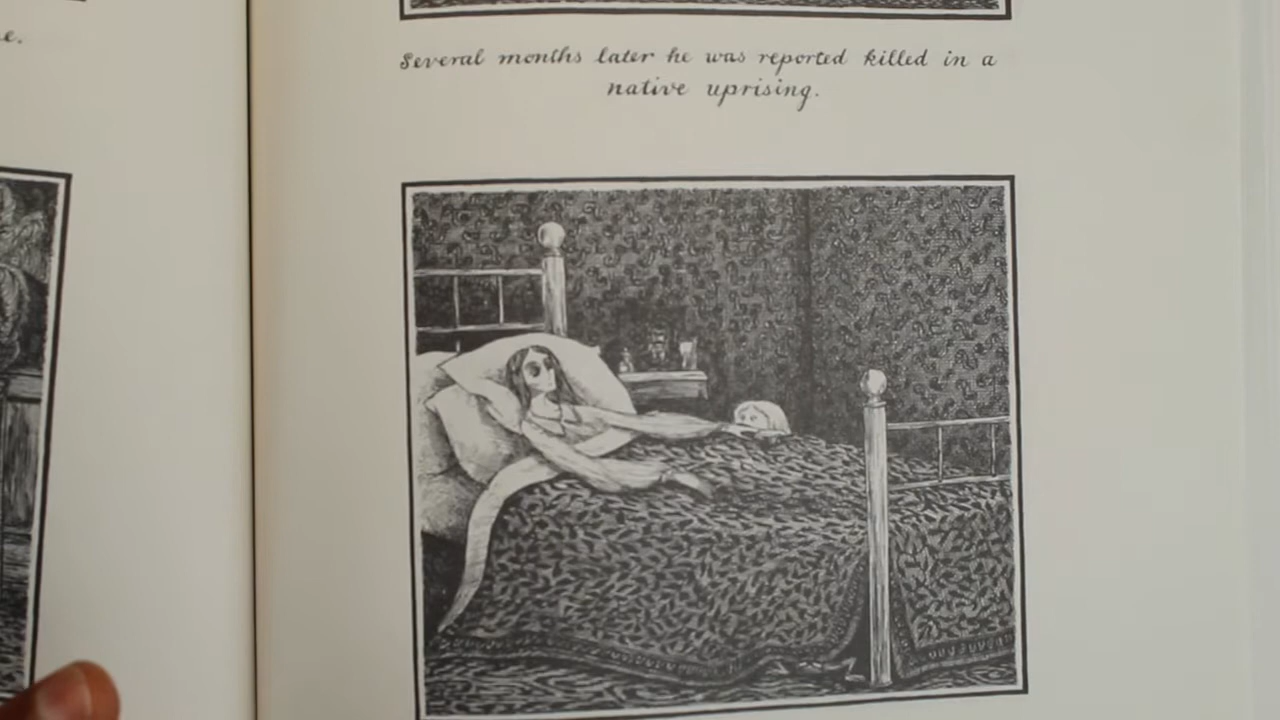 e.
Several months later he was reported killed in a
native uprising.